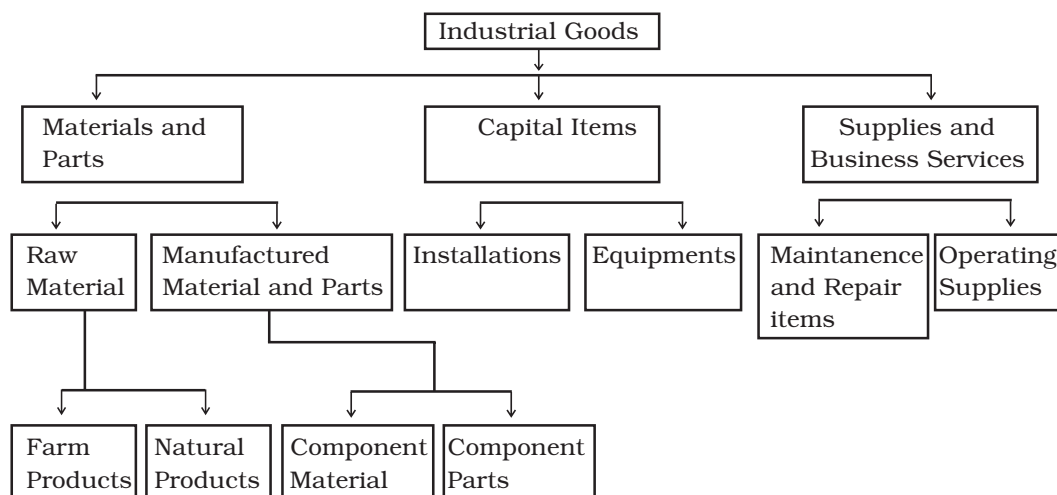 Industrial Goods
Materials and
Parts
Capital Items
Supplies and
Business Services
Raw
Material
Manufactured
Material and Parts
Installations
Equipments
Maintanence
and Repair
items
Operating
Supplies
Farm
Products
Natural
Products
Component
Material
Component
Parts